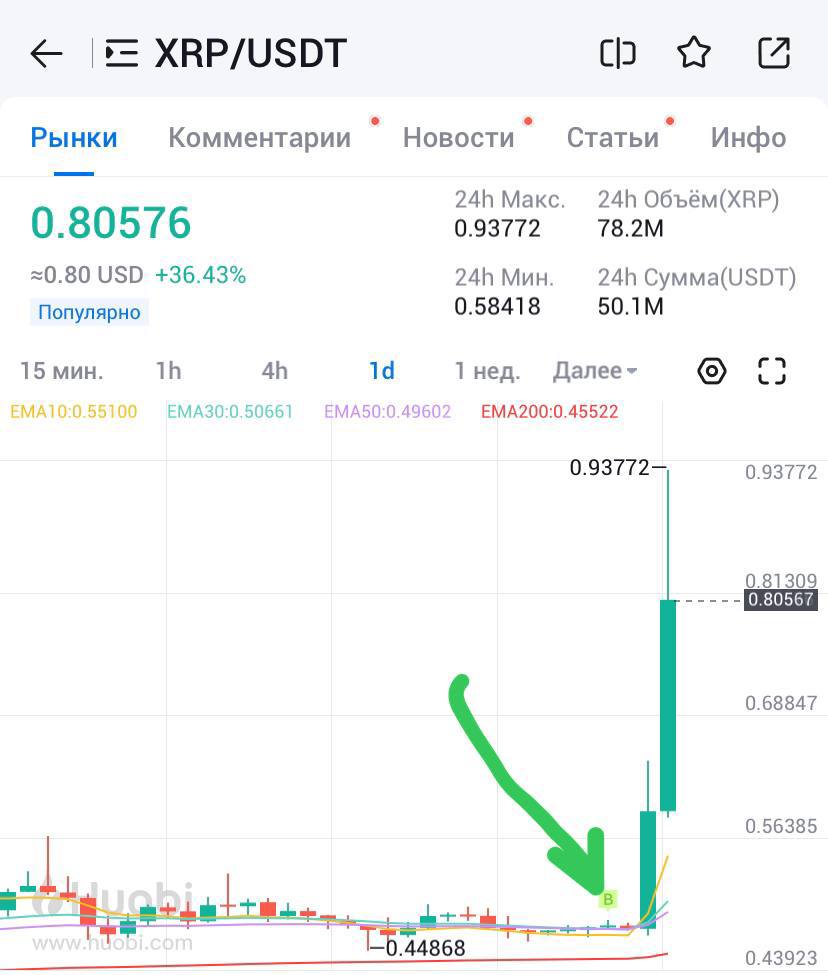 XRP/USDT
Рынки Комментарии Новости Статьи Инфо
0.80576
≈0.80 USD +36.43%
Популярно
24h Макс.
0.93772
24h Объём(XRP)
78.2M
24h Мин.
0.58418
24h Сумма(USDT)
50.1M
15 мин. 1h 4h 1d 1 нед. Далее
EMA10:0.55100 EMA30:0.50661 EMA50:0.49602 EMA200:0.45522
0.93772
0.93772
0.81309
0.80567
0.68847
0.56385
B
Huobi
www.huobi.com
0.44868
0.43923